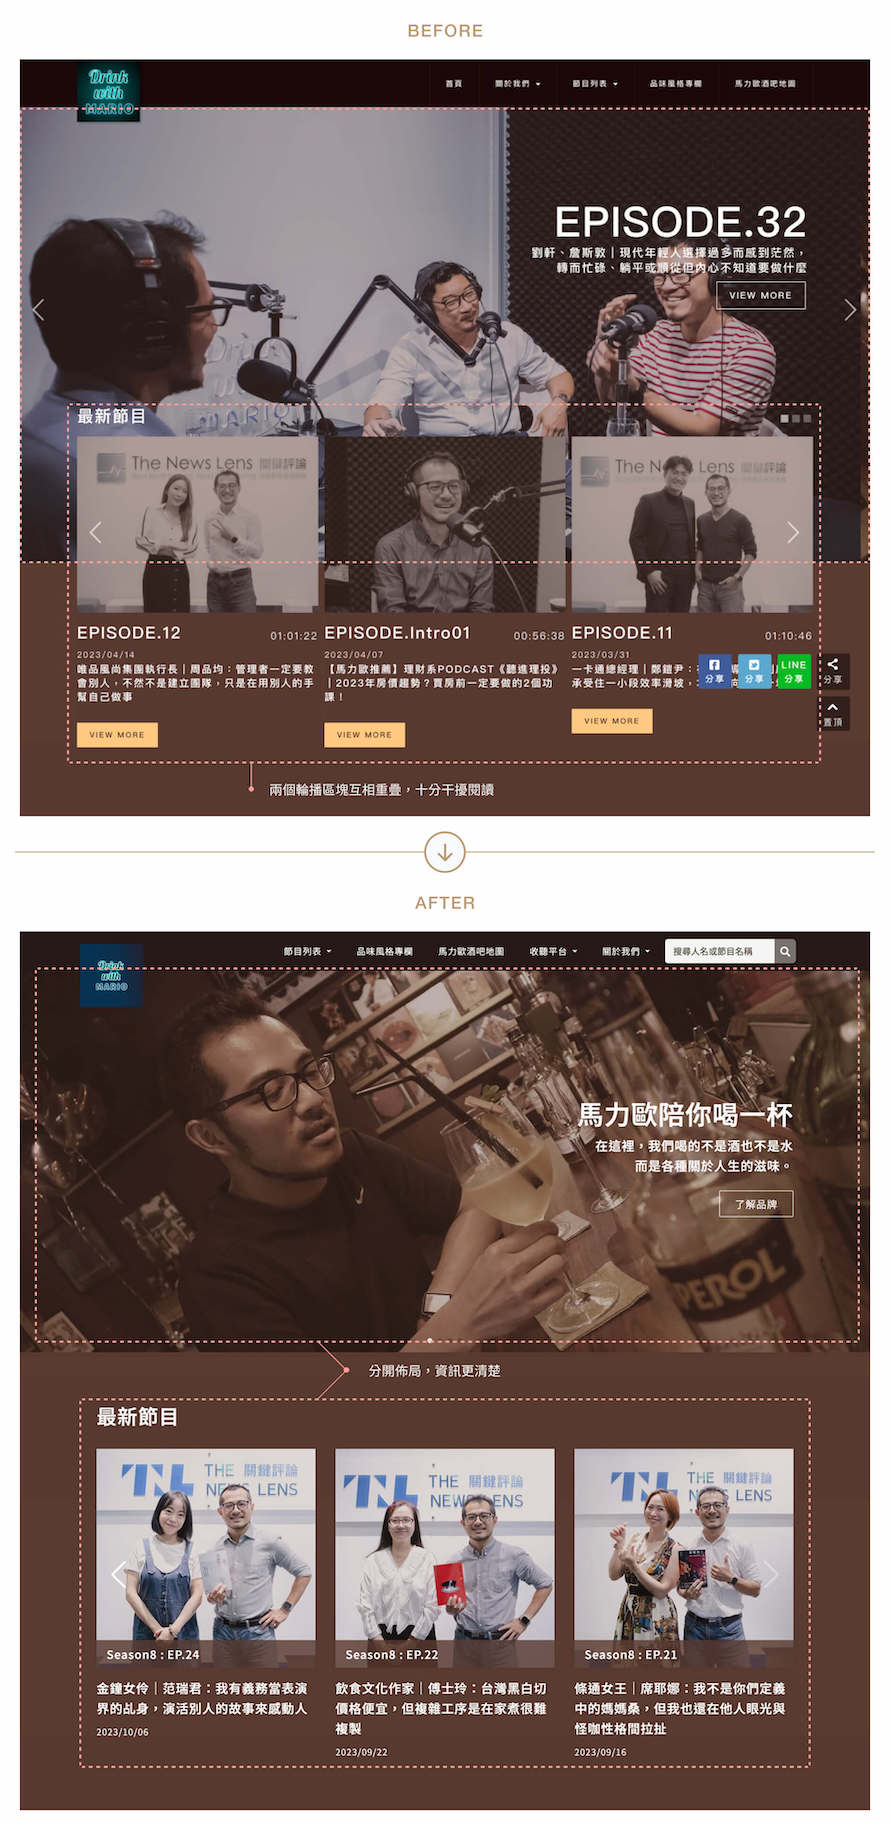 BEFORE
Drink
with
MARIO
首頁
關於我們
節目列表
品味風格專欄
馬力歐酒吧地圖
EPISODE.32
劉軒、詹斯敦｜現代年輕人選擇過多而感到茫然，
轉而忙碌、躺平或順從但內心不知道要做什麼
VIEW MORE
最新節目
The News Lens 關鍵評論
The News Lens 關鍵評論
EPISODE.12
01:01:22
2023/04/14
唯品風尚集團執行長｜周品均：管理者一定要教
會別人，不然不是建立團隊，只是在用別人的手
幫自己做事
VIEW MORE
EPISODE.Intro01
00:56:38
2023/04/07
【馬力歐推薦】理財系PODCAST《聽進理投》
｜2023年房價趨勢？買房前一定要做的2個功
課！
VIEW MORE
EPISODE.11
01:10:46
2023/03/31
一卡通總經理｜鄭鎧尹：
承受住一小段效率滑坡，
VIEW MORE
分享
分享
LINE
分享
分享
置頂
兩個輪播區塊互相重疊，十分干擾閱讀
AFTER
Drink
with
MARIO
節目列表
品味風格專欄
馬力歐酒吧地圖
收聽平台
關於我們
搜尋人名或節目名稱
馬力歐陪你喝一杯
在這裡，我們喝的不是酒也不是水
而是各種關於人生的滋味。
了解品牌
PEROL
分開佈局，資訊更清楚
最新節目
THE 關鍵評論
NEWS LENS
Season8 : EP.24
金鐘女伶｜范瑞君：我有義務當表演
界的乩身，演活別人的故事來感動人
2023/10/06
THE 關鍵評論
NEWS LENS
Season8 : EP.22
飲食文化作家｜傅士玲：台灣黑白切
價格便宜，但複雜工序是在家煮很難
複製
2023/09/22
THE 關鍵評論
NEWS LENS
Season8 : EP.21
條通女王｜席耶娜：我不是你們定義
中的媽媽桑，但我也還在他人眼光與
怪咖性格間拉扯
2023/09/16